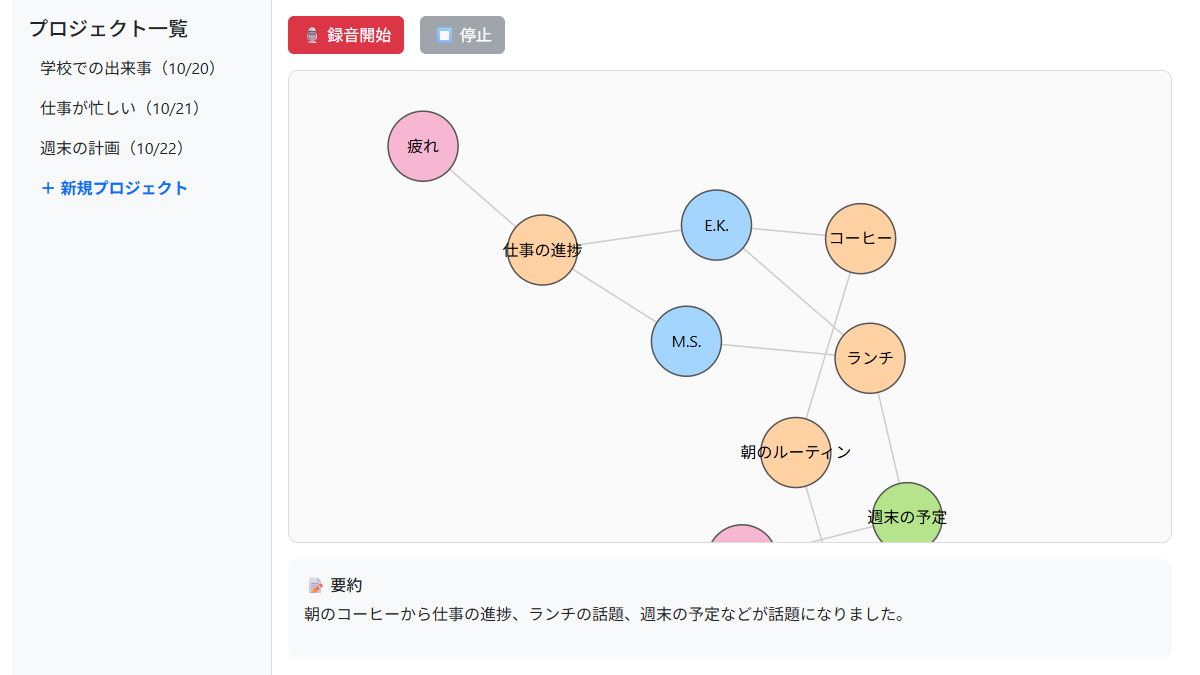 プロジェクト一覧
学校での出来事（10/20）
仕事が忙しい（10/21）
週末の計画（10/22）
＋ 新規プロジェクト
録音開始
停止
疲れ
E.K.
コーヒー
仕事の進捗
M.S.
ランチ
朝のルーティン
週末の予定
要約
朝のコーヒーから仕事の進捗、ランチの話題、週末の予定などが話題になりました。